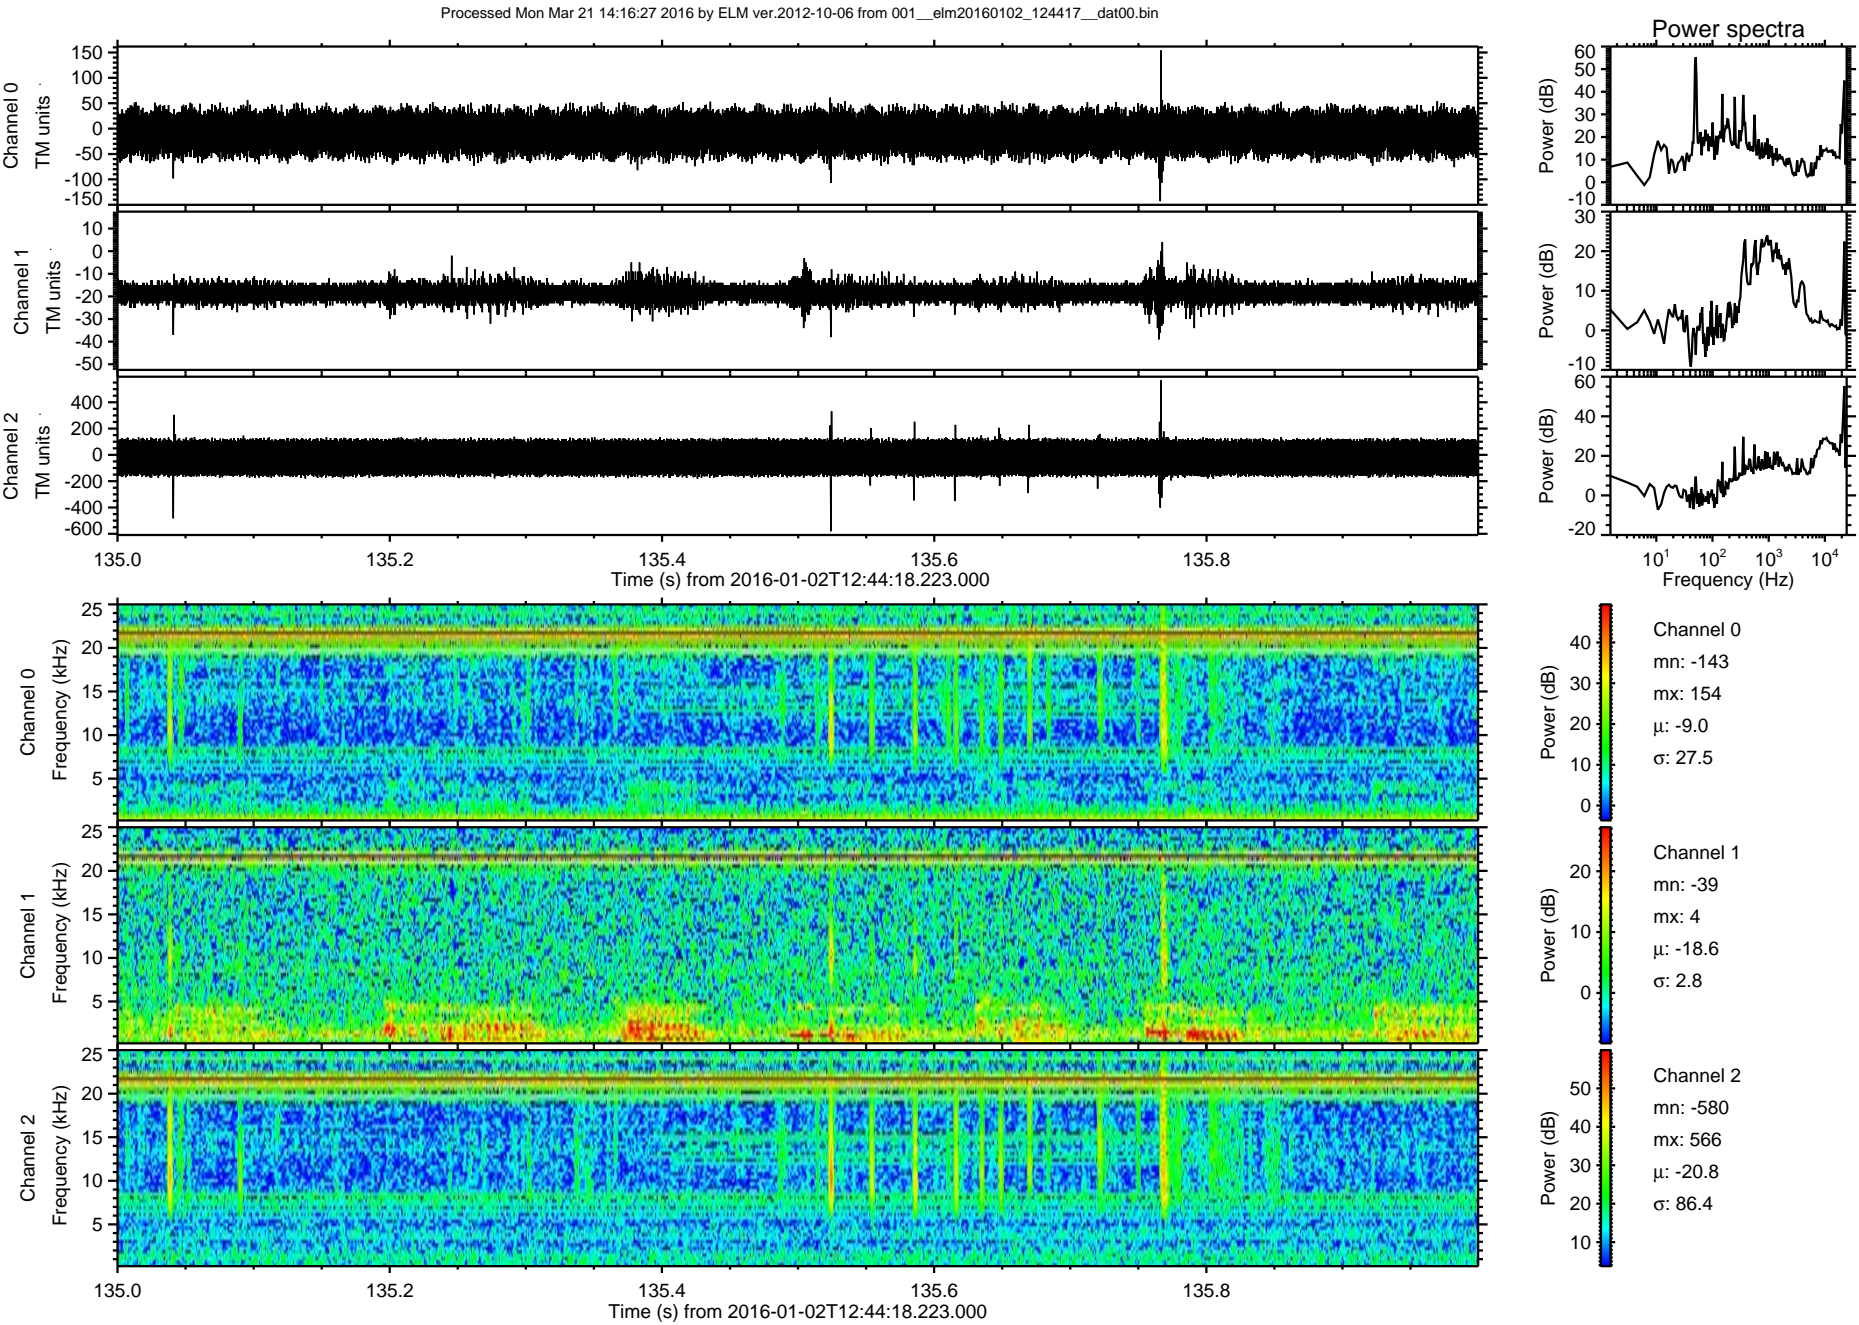 Processed Mon Mar 21 14:16:27 2016 by ELM ver.2012-10-06 from 001__elm20160102_124417__dat00.bin
Power spectra
Channel 0
TM units
150
100
50
0
-50
-100
-150
Power (dB)
60
50
40
30
20
10
0
-10
Channel 1
TM units
10
0
-10
-20
-30
-40
-50
Power (dB)
30
20
10
0
-10
Channel 2
TM units
400
200
0
-200
-400
-600
Power (dB)
60
40
20
0
-20
135.0 135.2 135.4 135.6 135.8
Time (s) from 2016-01-02T12:44:18.223.000
10^1 10^2 10^3 10^4
Frequency (Hz)
Channel 0
Frequency (kHz)
25
20
15
10
5
Power (dB)
40
30
20
10
0
Channel 0
mn: -143
mx: 154
μ: -9.0
σ: 27.5
Channel 1
Frequency (kHz)
25
20
15
10
5
Power (dB)
20
10
0
Channel 1
mn: -39
mx: 4
μ: -18.6
σ: 2.8
Channel 2
Frequency (kHz)
25
20
15
10
5
Power (dB)
50
40
30
20
10
Channel 2
mn: -580
mx: 566
μ: -20.8
σ: 86.4
135.0 135.2 135.4 135.6 135.8
Time (s) from 2016-01-02T12:44:18.223.000